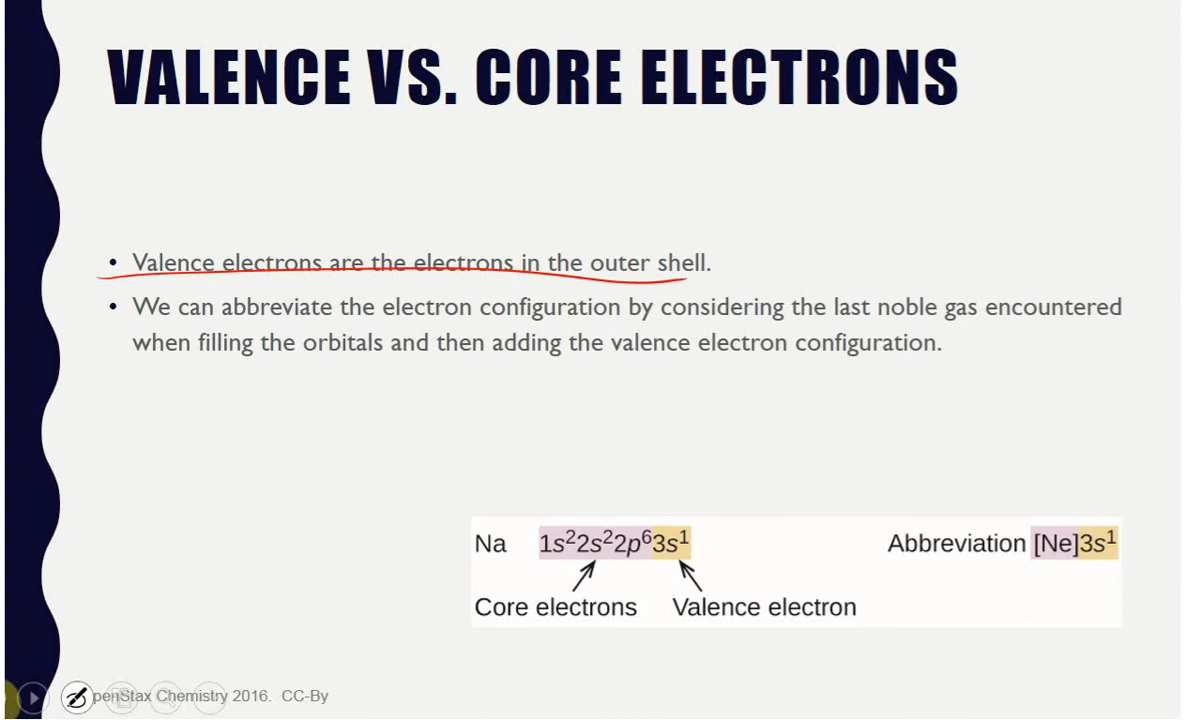 VALENCE VS. CORE ELECTRONS
• Valence electrons are the electrons in the outer shell.
• We can abbreviate the electron configuration by considering the last noble gas encountered
when filling the orbitals and then adding the valence electron configuration.
Na 1s²2s²2p⁶3s¹ Abbreviation [Ne]3s¹
Core electrons Valence electron
penStax Chemistry 2016. CC-By